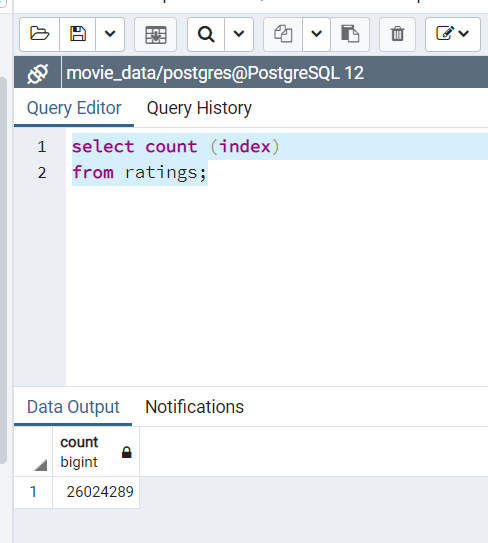 movie_data/postgres@PostgreSQL 12
Query Editor Query History
1 select count (index)
2 from ratings;
Data Output Notifications
count
bigint
1 26024289